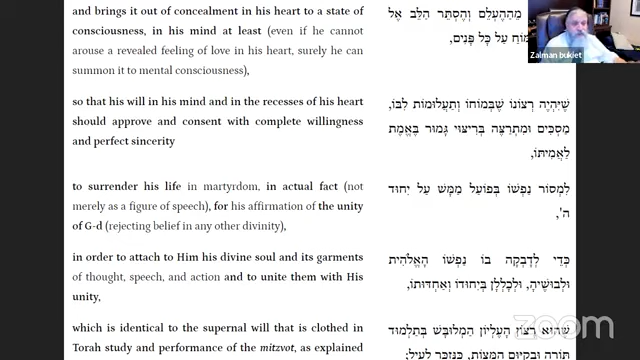 and brings it out of concealment in his heart to a state of
consciousness, in his mind at least (even if he cannot
arouse a revealed feeling of love in his heart, surely he can
summon it to mental consciousness),
מֵהַהֶעְלֵם וְהֶסְתֵּר הַלֵּב אֶל
עַל כָּל פָּנִים,
Zalman bukiet
so that his will in his mind and in the recesses of his heart
should approve and consent with complete willingness
and perfect sincerity
שֶׁיִּהְיֶה רְצוֹנוֹ שֶׁבְּמוֹחוֹ וְתַעֲלוּמוֹת לִבּוֹ,
מַסְכִּים וּמִתְרַצֶּה בְּרִיצּוּי גָּמוּר בֶּאֱמֶת
לַאֲמִיתּוֹ,
to surrender his life in martyrdom, in actual fact (not
merely as a figure of speech), for his affirmation of the unity
of G-d (rejecting belief in any other divinity),
לִמְסוֹר נַפְשׁוֹ בְּפוֹעַל מַמָּשׁ עַל יִחוּד
ה',
in order to attach to Him his divine soul and its garments
of thought, speech, and action and to unite them with His
unity,
כְּדֵי לְדָבְקָה בּוֹ נַפְשׁוֹ הָאֱלֹהִית
וּלְבוּשֶׁיהָ, וּלְכָלְלָן בְּיִחוּדוֹ וְאַחְדוּתוֹ,
which is identical to the supernal will that is clothed in
Torah study and performance of the mitzvot, as explained
שֶׁהוּא רְצוֹן הָעֶלְיוֹן הַמְלוּבָּשׁ בְּתַלְמוּד
תּוֹרָה וּבְקִיּוּם הַמִּצְוֹת, כַּנִּזְכָּר לְעֵיל;
zoom